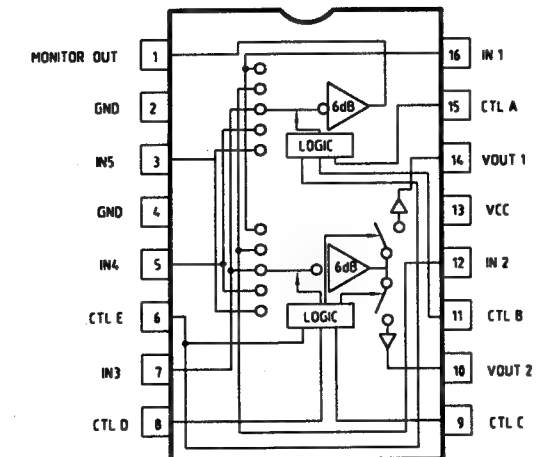 MONITOR OUT 1
16 IN 1
GND 2
6dB
15 CTL A
LOGIC
IN5 3
14 VOUT 1
GND 4
13 VCC
IN4 5
6dB
12 IN 2
CTL E 6
LOGIC
11 CTL B
IN3 7
10 VOUT 2
CTL D 8
9 CTL C